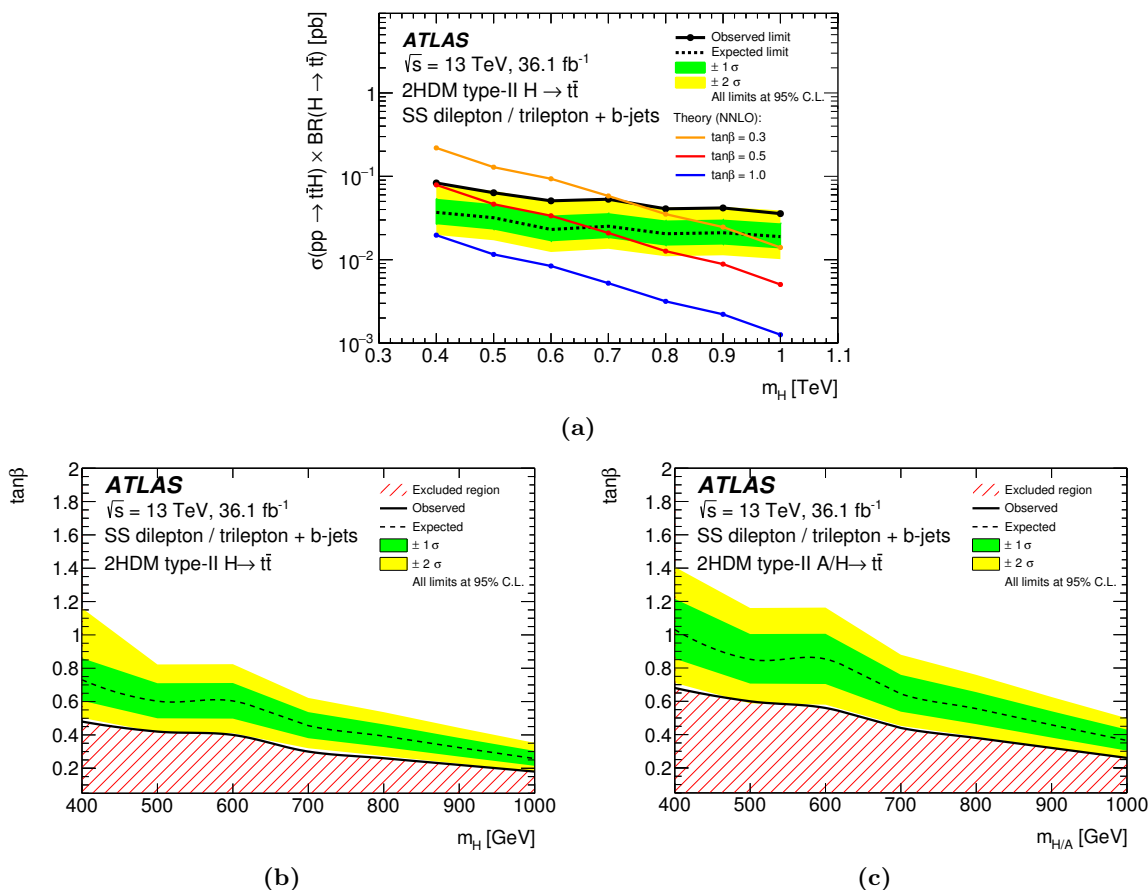 σ(pp → tt̄H) × BR(H → tt̄) [pb]
ATLAS
√s = 13 TeV, 36.1 fb⁻¹
2HDM type-II H → tt̄
SS dilepton / trilepton + b-jets
Observed limit
Expected limit
± 1 σ
± 2 σ
All limits at 95% C.L.
Theory (NNLO):
tanβ = 0.3
tanβ = 0.5
tanβ = 1.0
1
10⁻¹
10⁻²
10⁻³
0.3 0.4 0.5 0.6 0.7 0.8 0.9 1 1.1
m_H [TeV]
(a)
tanβ
2
1.8
1.6
1.4
1.2
1
0.8
0.6
0.4
0.2
ATLAS
√s = 13 TeV, 36.1 fb⁻¹
SS dilepton / trilepton + b-jets
2HDM type-II H→ tt̄
Excluded region
Observed
Expected
± 1 σ
± 2 σ
All limits at 95% C.L.
400 500 600 700 800 900 1000
m_H [GeV]
(b)
tanβ
2
1.8
1.6
1.4
1.2
1
0.8
0.6
0.4
0.2
ATLAS
√s = 13 TeV, 36.1 fb⁻¹
SS dilepton / trilepton + b-jets
2HDM type-II A/H→ tt̄
Excluded region
Observed
Expected
± 1 σ
± 2 σ
All limits at 95% C.L.
400 500 600 700 800 900 1000
m_H/A [GeV]
(c)